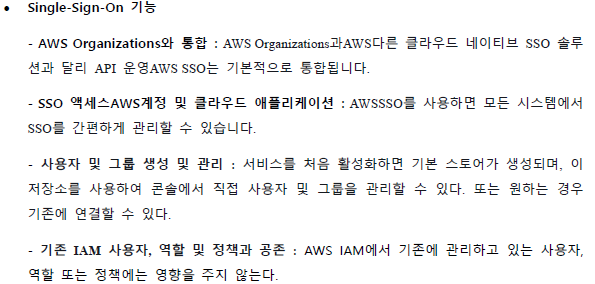 • Single-Sign-On 기능
- AWS Organizations와 통합 : AWS Organizations과AWS다른 클라우드 네이티브 SSO 솔루
션과 달리 API 운영AWS SSO는 기본적으로 통합됩니다.
- SSO 액세스AWS계정 및 클라우드 애플리케이션 : AWSSSO를 사용하면 모든 시스템에서
SSO를 간편하게 관리할 수 있습니다.
- 사용자 및 그룹 생성 및 관리 : 서비스를 처음 활성화하면 기본 스토어가 생성되며, 이
저장소를 사용하여 콘솔에서 직접 사용자 및 그룹을 관리할 수 있다. 또는 원하는 경우
기존에 연결할 수 있다.
- 기존 IAM 사용자, 역할 및 정책과 공존 : AWS IAM에서 기존에 관리하고 있는 사용자,
역할 또는 정책에는 영향을 주지 않는다.